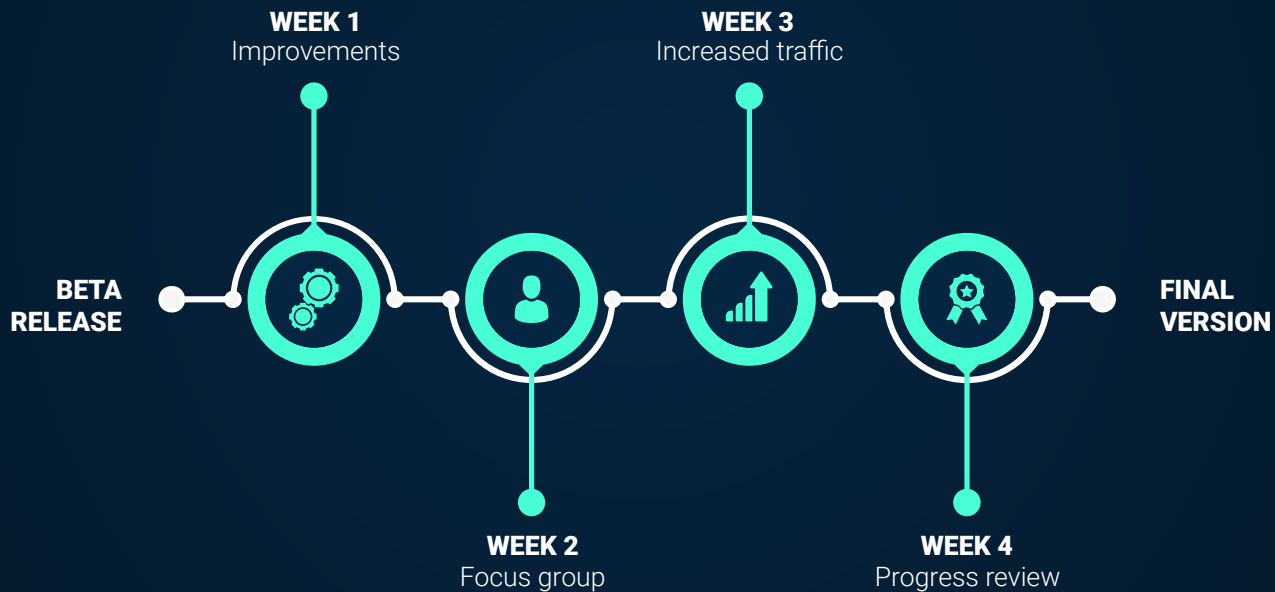 WEEK 1
Improvements
WEEK 3
Increased traffic
BETA
RELEASE
FINAL
VERSION
WEEK 2
Focus group
WEEK 4
Progress review